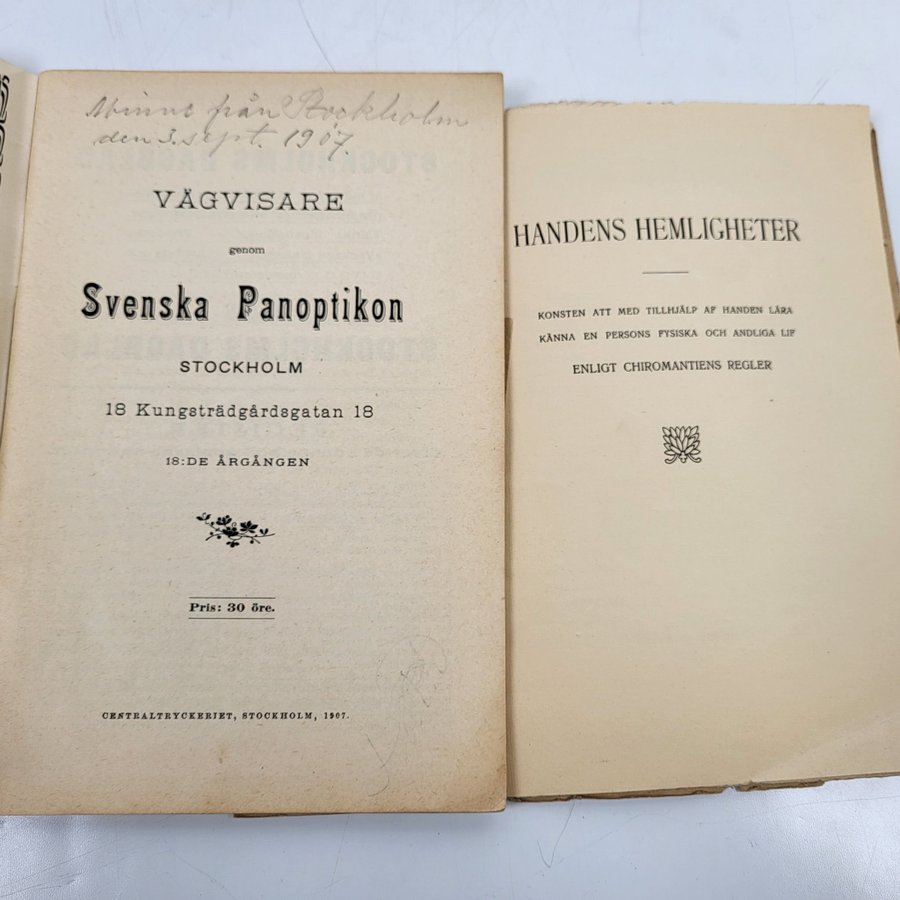 Minne från Stockholm
den 3. sept. 1907.
VÄGVISARE
genom
Svenska Panoptikon
STOCKHOLM
18 Kungsträdgårdsgatan 18
18:DE ÅRGÅNGEN
Pris: 30 öre.
CENTRALTRYCKERIET, STOCKHOLM, 1907.
HANDENS HEMLIGHETER
KONSTEN ATT MED TILLHJÄLP AF HANDEN LÄRA
KÄNNA EN PERSONS FYSISKA OCH ANDLIGA LIF
ENLIGT CHIROMANTIENS REGLER